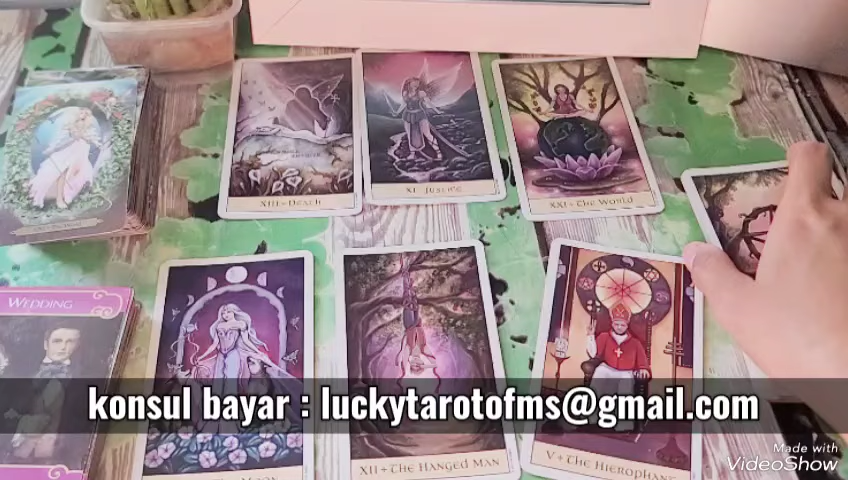 XIII • DEATH
XI • JUSTICE
XXI • THE WORLD
WEDDING
MOON
XII • THE HANGED MAN
V • THE HIEROPHANT
konsul bayar : luckytarotofms@gmail.com
Made with
VideoShow